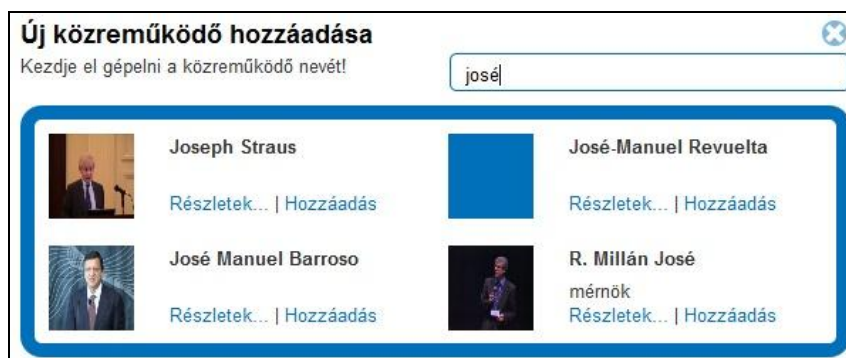 Új közreműködő hozzáadása
Kezdje el gépelni a közreműködő nevét!
josé
Joseph Straus
Részletek... | Hozzáadás
José-Manuel Revuelta
Részletek... | Hozzáadás
José Manuel Barroso
Részletek... | Hozzáadás
R. Millán José
mérnök
Részletek... | Hozzáadás